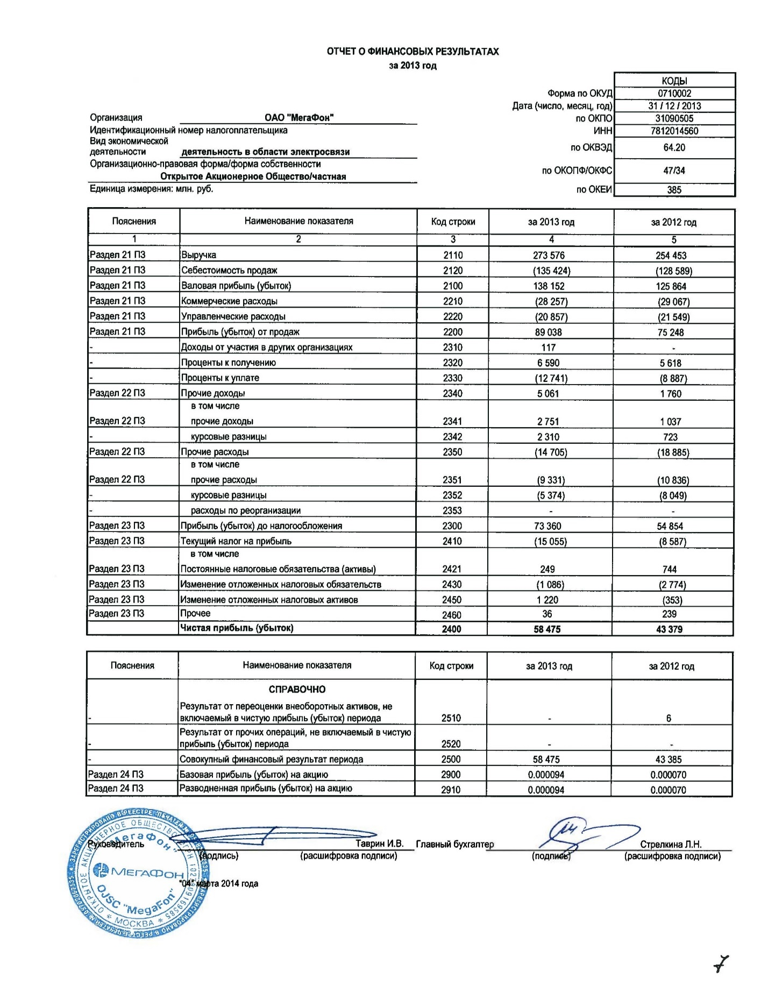 ОТЧЕТ О ФИНАНСОВЫХ РЕЗУЛЬТАТАХ
за 2013 год
КОДЫ
Форма по ОКУД 0710002
Дата (число, месяц, год) 31 / 12 / 2013
Организация ОАО "МегаФон" по ОКПО 31090505
Идентификационный номер налогоплательщика ИНН 7812014560
Вид экономической
деятельности деятельность в области электросвязи по ОКВЭД 64.20
Организационно-правовая форма/форма собственности
Открытое Акционерное Общество/частная по ОКОПФ/ОКФС 47/34
Единица измерения: млн. руб. по ОКЕИ 385
Пояснения Наименование показателя Код строки за 2013 год за 2012 год
1 2 3 4 5
Раздел 21 ПЗ Выручка 2110 273 576 254 453
Раздел 21 ПЗ Себестоимость продаж 2120 (135 424) (128 589)
Раздел 21 ПЗ Валовая прибыль (убыток) 2100 138 152 125 864
Раздел 21 ПЗ Коммерческие расходы 2210 (28 257) (29 067)
Раздел 21 ПЗ Управленческие расходы 2220 (20 857) (21 549)
Раздел 21 ПЗ Прибыль (убыток) от продаж 2200 89 038 75 248
- Доходы от участия в других организациях 2310 117 -
- Проценты к получению 2320 6 590 5 618
- Проценты к уплате 2330 (12 741) (8 887)
Раздел 22 ПЗ Прочие доходы 2340 5 061 1 760
в том числе
Раздел 22 ПЗ прочие доходы 2341 2 751 1 037
- курсовые разницы 2342 2 310 723
Раздел 22 ПЗ Прочие расходы 2350 (14 705) (18 885)
в том числе
Раздел 22 ПЗ прочие расходы 2351 (9 331) (10 836)
- курсовые разницы 2352 (5 374) (8 049)
- расходы по реорганизации 2353 - -
Раздел 23 ПЗ Прибыль (убыток) до налогообложения 2300 73 360 54 854
Раздел 23 ПЗ Текущий налог на прибыль 2410 (15 055) (8 587)
в том числе
Раздел 23 ПЗ Постоянные налоговые обязательства (активы) 2421 249 744
Раздел 23 ПЗ Изменение отложенных налоговых обязательств 2430 (1 086) (2 774)
Раздел 23 ПЗ Изменение отложенных налоговых активов 2450 1 220 (353)
Раздел 23 ПЗ Прочее 2460 36 239
Чистая прибыль (убыток) 2400 58 475 43 379
Пояснения Наименование показателя Код строки за 2013 год за 2012 год
СПРАВОЧНО
Результат от переоценки внеоборотных активов, не
- включаемый в чистую прибыль (убыток) периода 2510 - 6
Результат от прочих операций, не включаемый в чистую
- прибыль (убыток) периода 2520 - -
- Совокупный финансовый результат периода 2500 58 475 43 385
Раздел 24 ПЗ Базовая прибыль (убыток) на акцию 2900 0.000094 0.000070
Раздел 24 ПЗ Разводненная прибыль (убыток) на акцию 2910 0.000094 0.000070
Руководитель Таврин И.В. Главный бухгалтер Стрелкина Л.Н.
(подпись) (расшифровка подписи) (подпись) (расшифровка подписи)
"04" марта 2014 года
ЗАРЕГИСТРИРОВАНО В РЕЕСТРЕ
ОТКРЫТОЕ АКЦИОНЕРНОЕ ОБЩЕСТВО
"МегаФон"
МЕГАФОН
OJSC "MegaFon"
* МОСКВА *
7